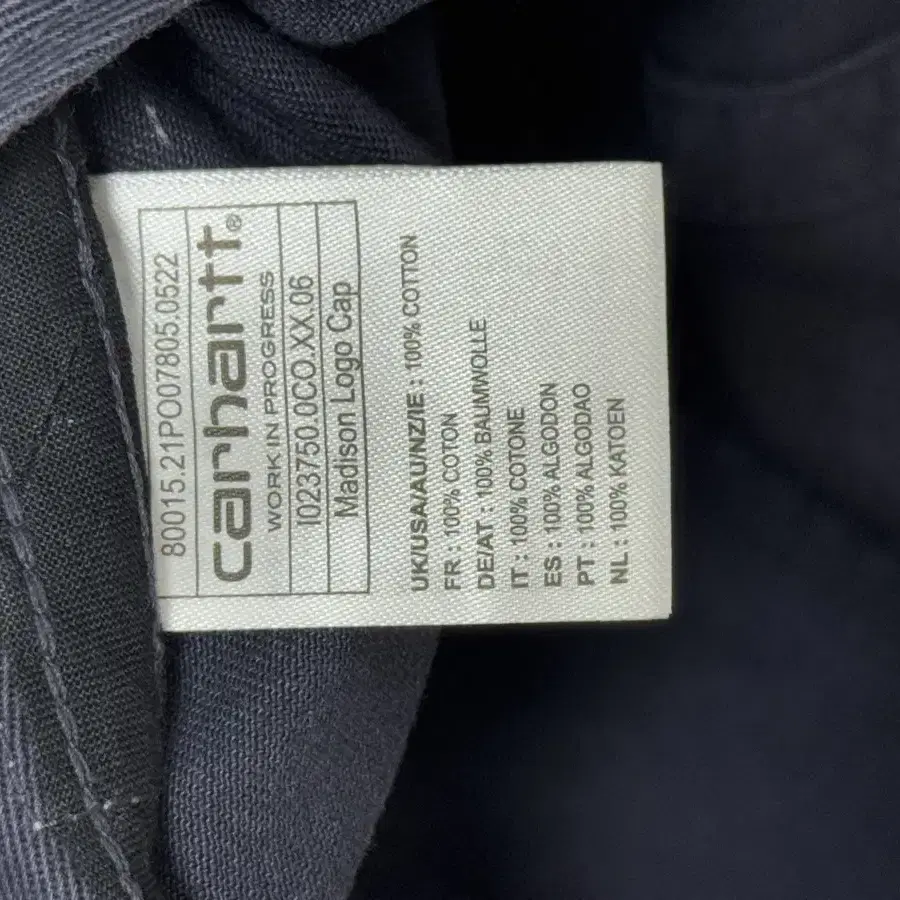 80015.21PO07805.0522
carhartt®
WORK IN PROGRESS
I023750.0CO.XX.06
Madison Logo Cap
UK/USA/AU/NZ/IE : 100% COTTON
FR : 100% COTON
DE/AT : 100% BAUMWOLLE
IT : 100% COTONE
ES : 100% ALGODON
PT : 100% ALGODAO
NL : 100% KATOEN